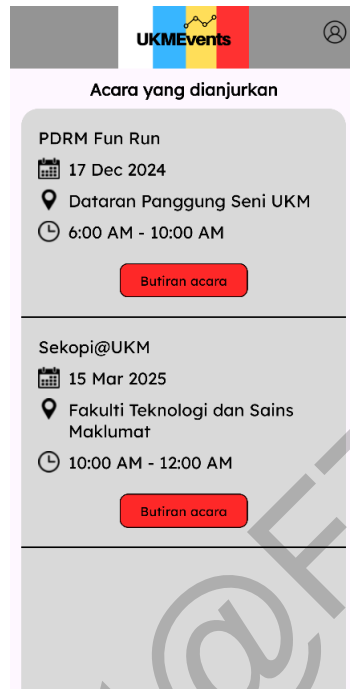 UKMEvents
Acara yang dianjurkan
PDRM Fun Run
17 Dec 2024
Dataran Panggung Seni UKM
6:00 AM - 10:00 AM
Butiran acara
Sekopi@UKM
15 Mar 2025
Fakulti Teknologi dan Sains
Maklumat
10:00 AM - 12:00 AM
Butiran acara